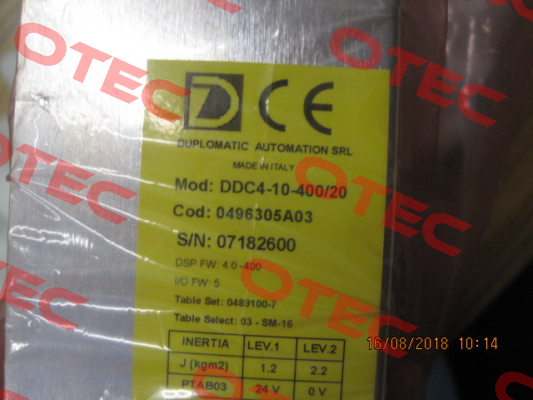 OTEC
OTEC
D CE
DUPLOMATIC AUTOMATION SRL
MADE IN ITALY
Mod: DDC4-10-400/20
Cod: 0496305A03
S/N: 07182600
DSP FW: 4.0-400
I/O FW: 5
Table Set: 0489100-7
Table Select: 03 - SM-16
INERTIA LEV.1 LEV.2
J (kgm2) 1.2 2.2
PTAB03 24 V 0 V
16/08/2018 10:14
OTEC
OTEC
OTEC